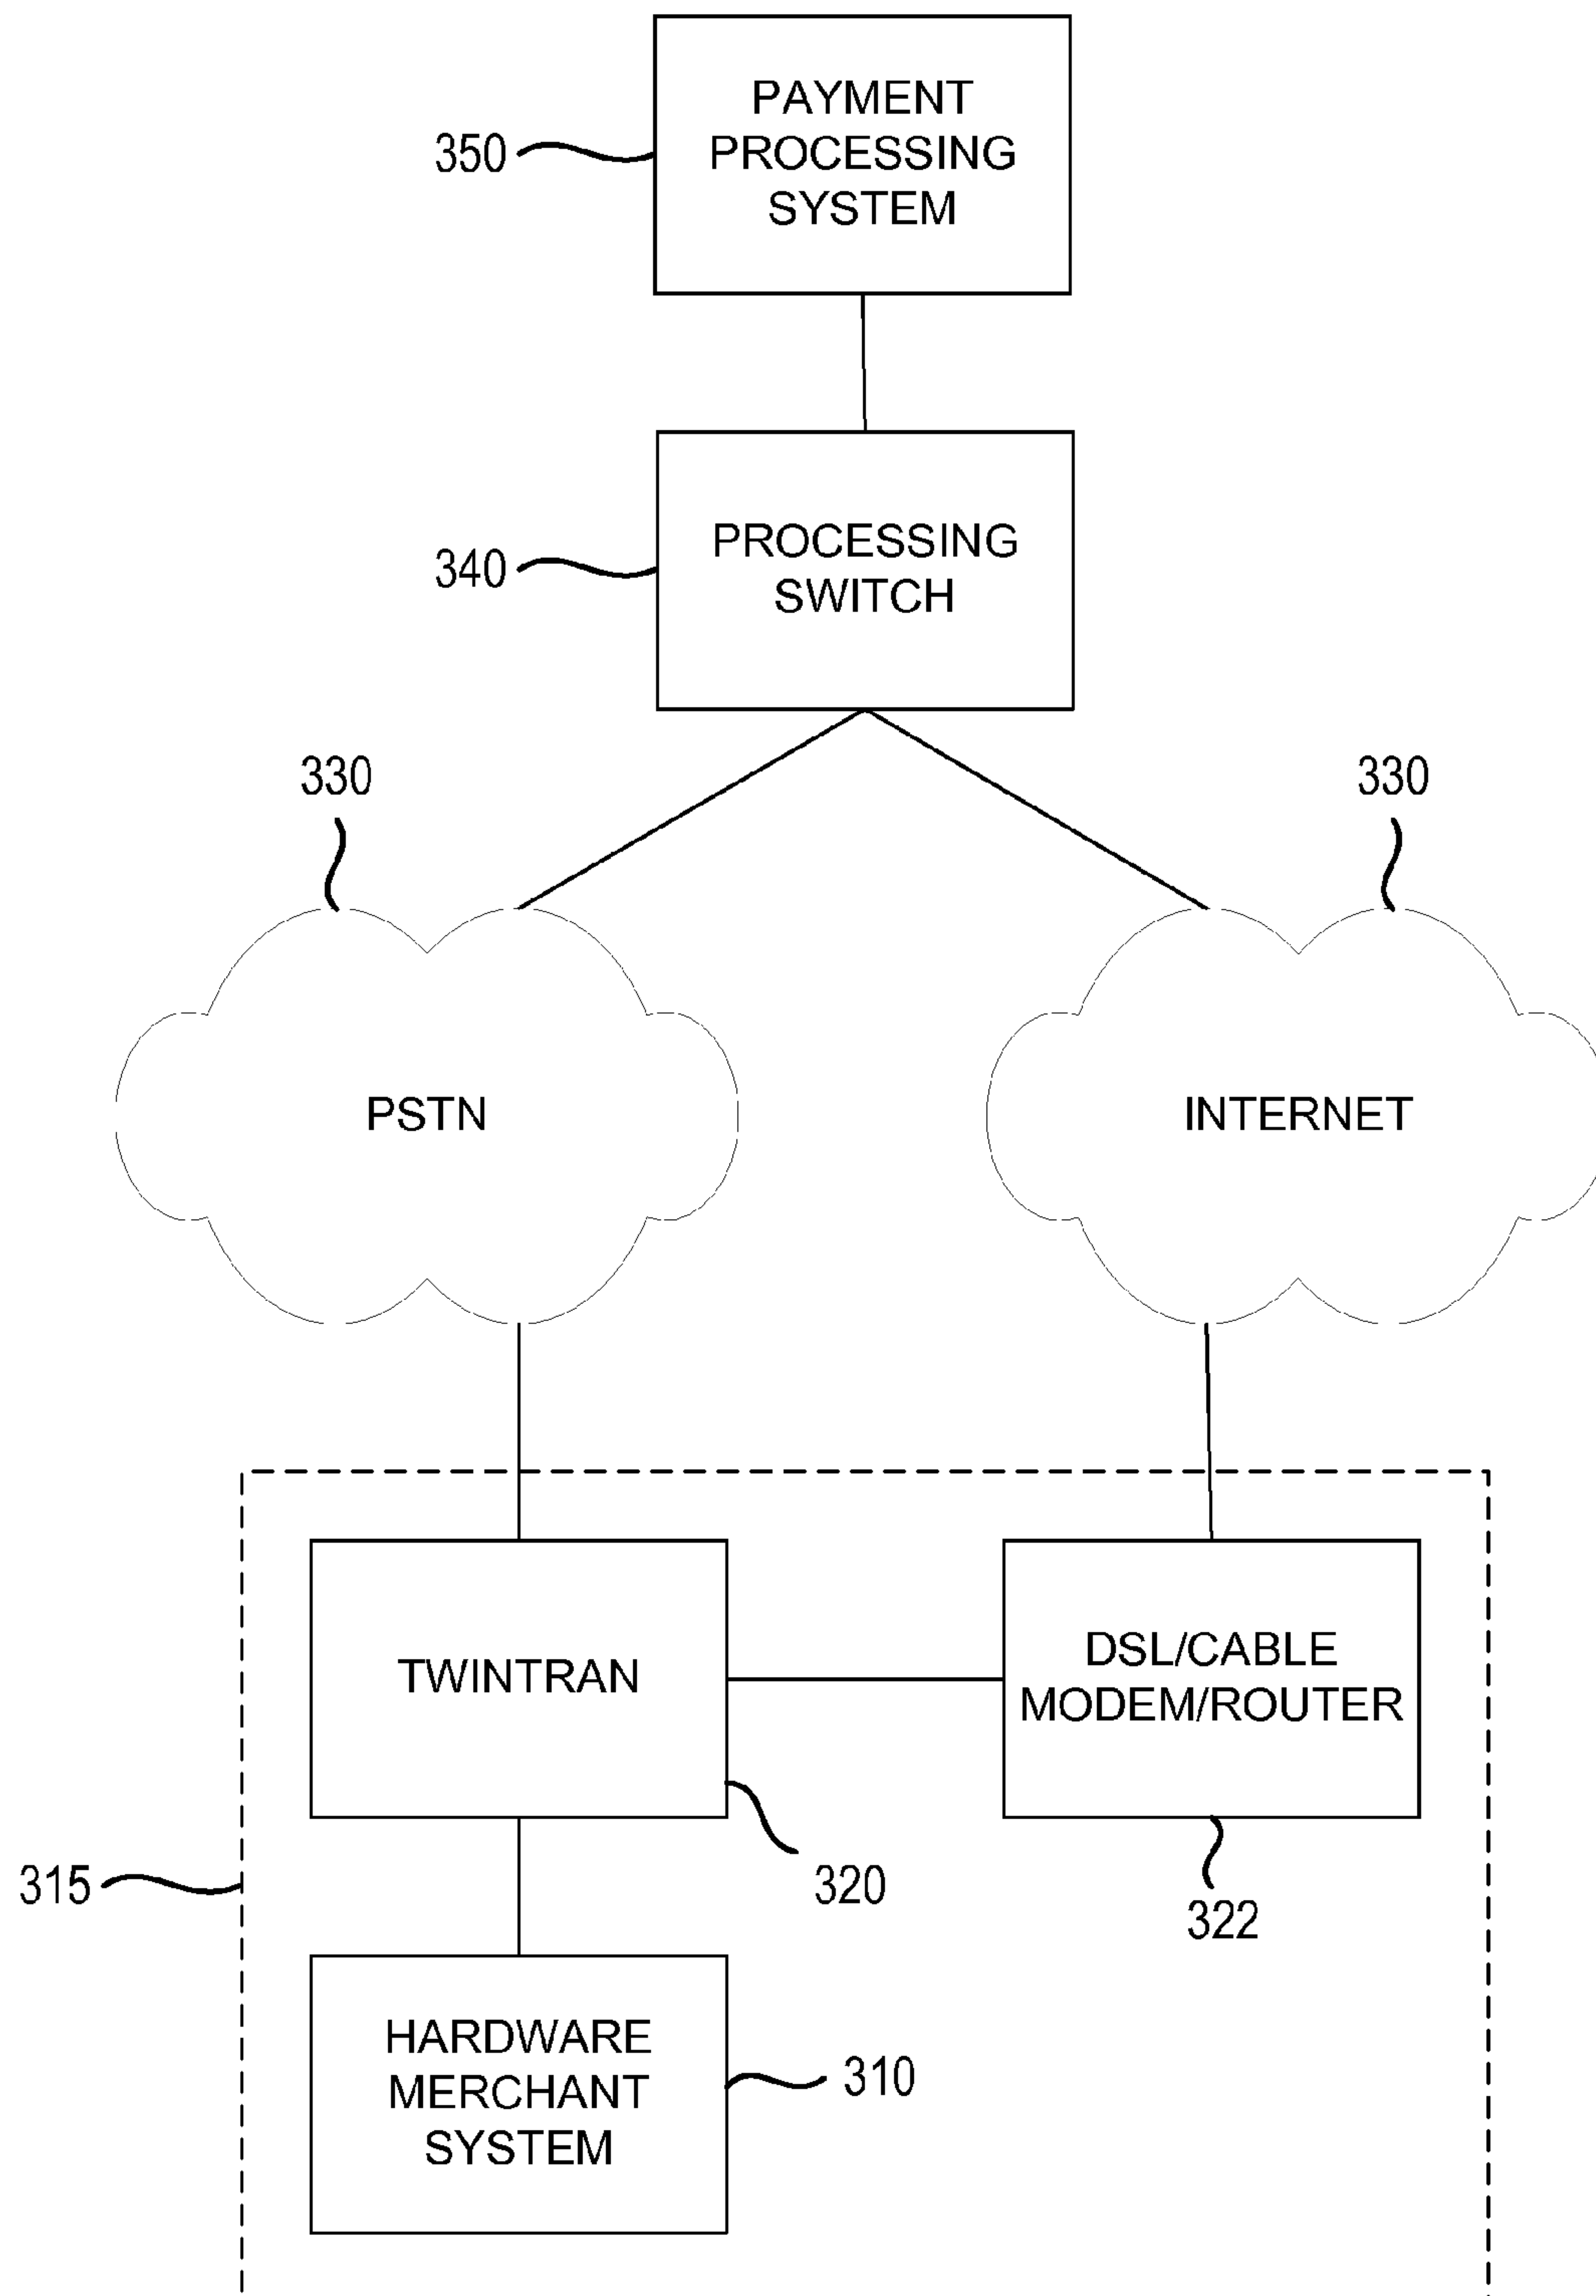 PAYMENT
PROCESSING
SYSTEM
350
PROCESSING
SWITCH
340
330
330
PSTN
INTERNET
TWINTRAN
DSL/CABLE
MODEM/ROUTER
315
320
322
HARDWARE
MERCHANT
SYSTEM
310